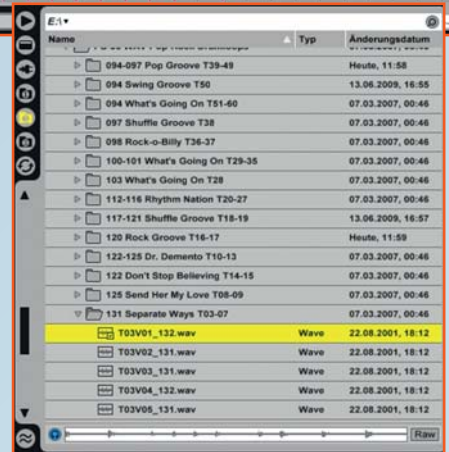 E:\
Name Typ Änderungsdatum
094-097 Pop Groove T39-49 Heute, 11:58
094 Swing Groove T50 13.06.2009, 16:55
094 What's Going On T51-60 07.03.2007, 00:46
097 Shuffle Groove T38 07.03.2007, 00:46
098 Rock-o-Billy T36-37 07.03.2007, 00:46
100-101 What's Going On T29-35 07.03.2007, 00:46
103 What's Going On T28 07.03.2007, 00:46
112-116 Rhythm Nation T20-27 07.03.2007, 00:46
117-121 Shuffle Groove T18-19 13.06.2009, 16:57
120 Rock Groove T16-17 Heute, 11:59
122-125 Dr. Demento T10-13 07.03.2007, 00:46
122 Don't Stop Believing T14-15 07.03.2007, 00:46
125 Send Her My Love T08-09 07.03.2007, 00:46
131 Separate Ways T03-07 07.03.2007, 00:46
T03V01_132.wav Wave 22.08.2001, 18:12
T03V02_131.wav Wave 22.08.2001, 18:12
T03V03_131.wav Wave 22.08.2001, 18:12
T03V04_132.wav Wave 22.08.2001, 18:12
T03V05_131.wav Wave 22.08.2001, 18:12
Raw